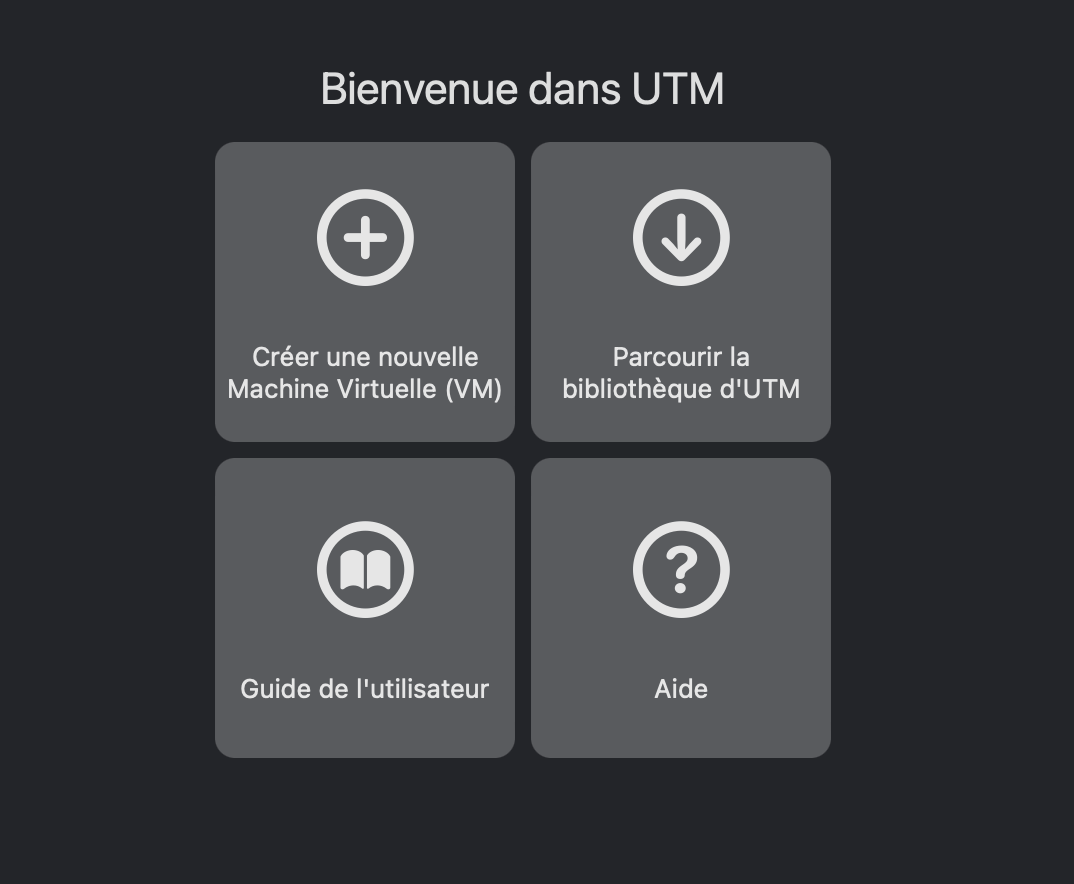 Bienvenue dans UTM
Créer une nouvelle
Machine Virtuelle (VM)
Parcourir la
bibliothèque d'UTM
Guide de l'utilisateur
Aide